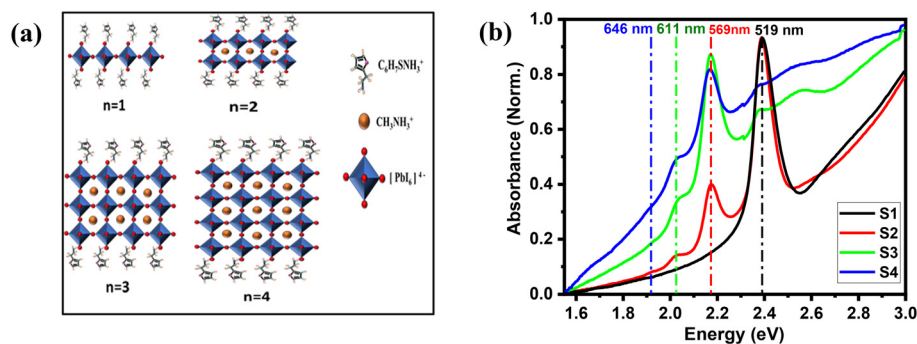 (a)
n=1
n=2
C₆H₇SNH₃⁺
CH₃NH₃⁺
[PbI₆]⁴⁻
n=3
n=4
(b)
646 nm
611 nm
569nm
519 nm
Absorbance (Norm.)
1.0
0.8
0.6
0.4
0.2
0.0
S1
S2
S3
S4
1.6 1.8 2.0 2.2 2.4 2.6 2.8 3.0
Energy (eV)